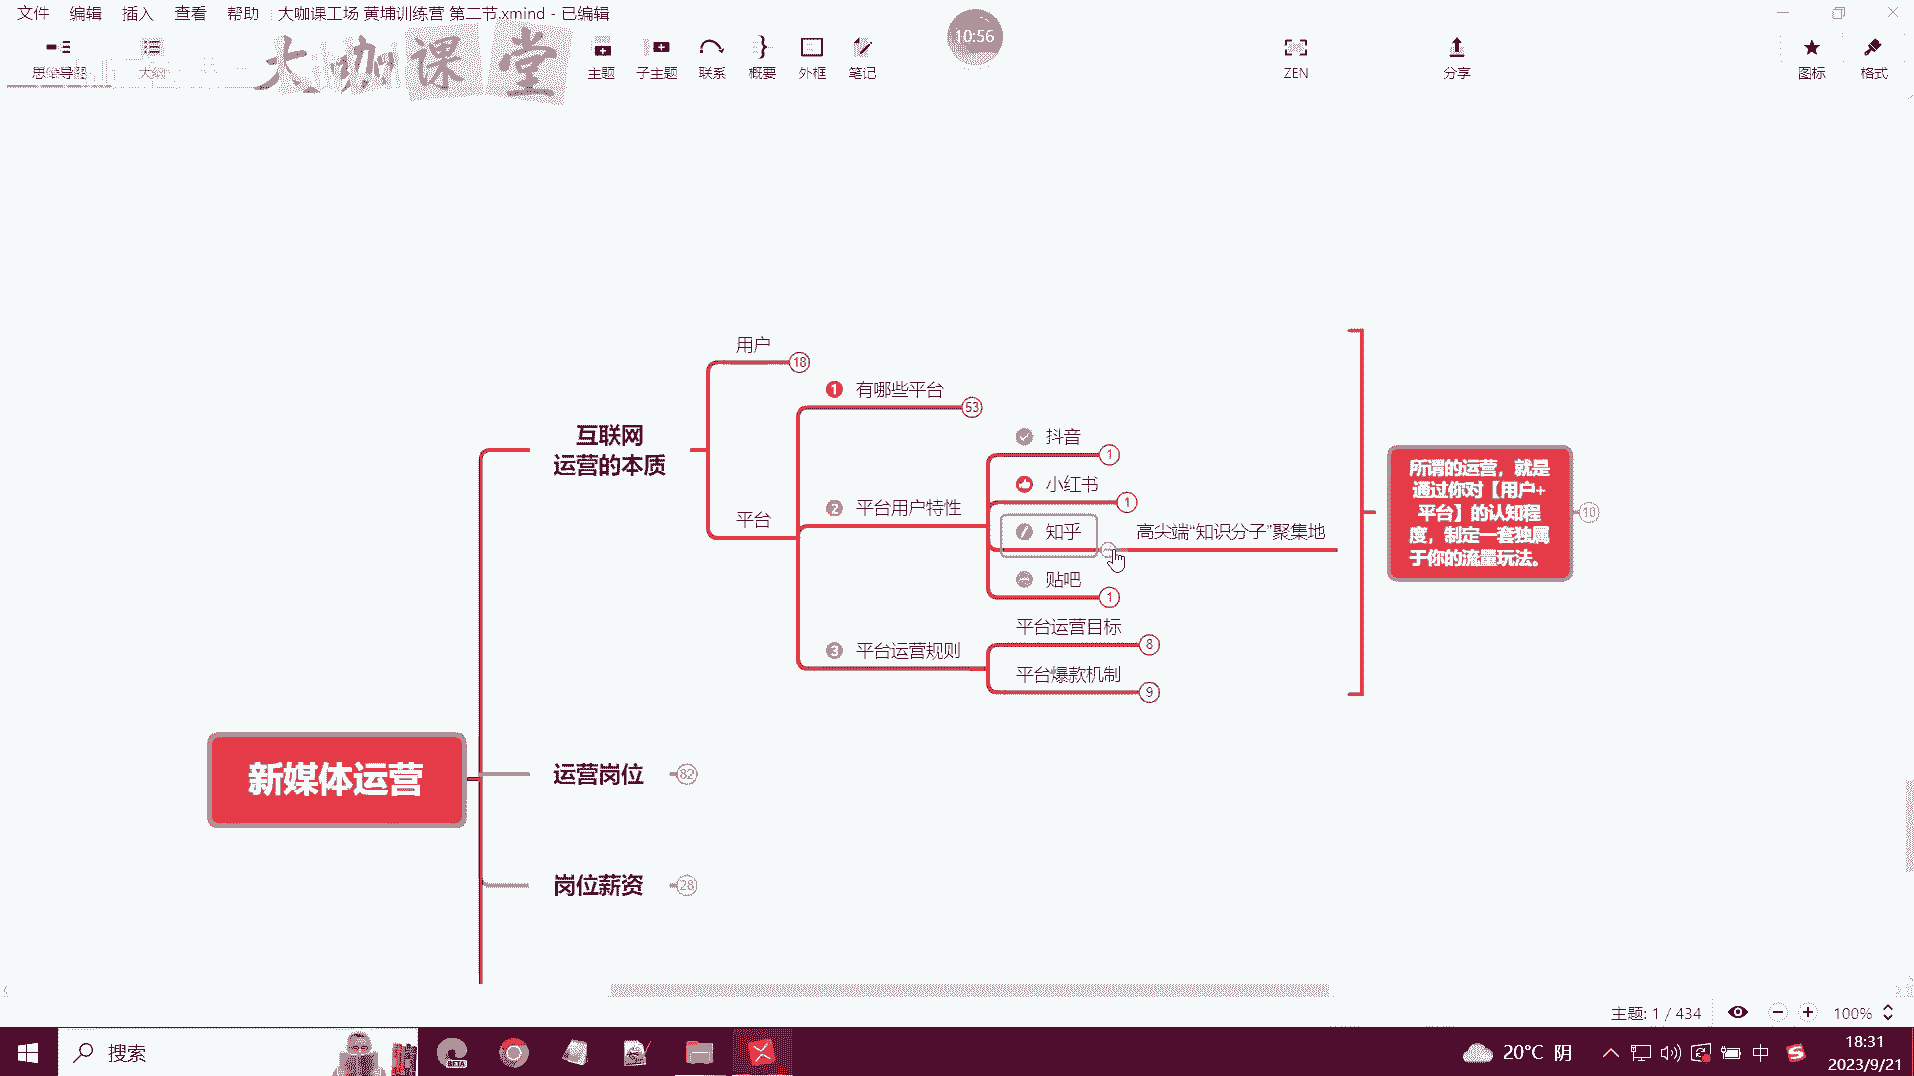 文件 编辑 插入 查看 帮助 大咖课工场 黄埔训练营 第二节.xmind - 已编辑
思维导图 大纲 大咖课堂 主题 子主题 联系 概要 外框 笔记 10:56 ZEN 分享 图标 格式
用户 18
1 有哪些平台 53
抖音 1
互联网
运营的本质
小红书 1
2 平台用户特性
平台
知乎 高尖端“知识分子”聚集地
贴吧 1
平台运营目标 8
3 平台运营规则
平台爆款机制 9
所谓的运营，就是
通过你对【用户+
平台】的认知程
度，制定一套独属
于你的流量玩法。
10
新媒体运营
运营岗位 82
岗位薪资 28
主题: 1 / 434 100%
搜索 BETA 20°C 阴 中 18:31
2023/9/21